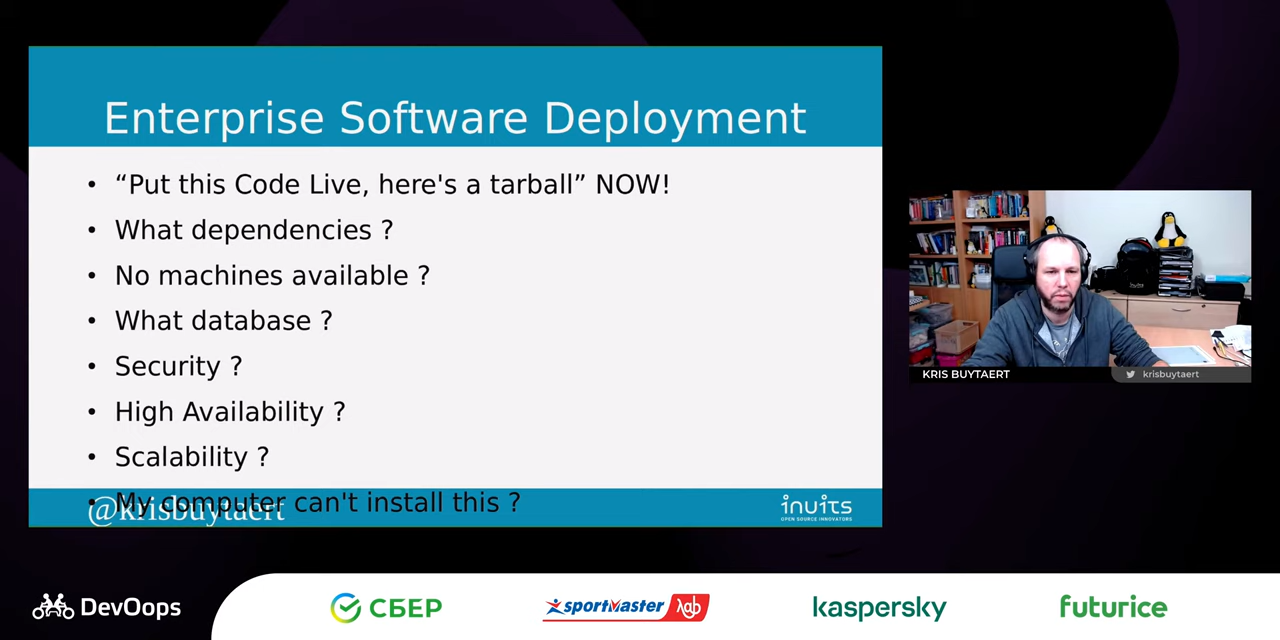 Enterprise Software Deployment
• “Put this Code Live, here's a tarball” NOW!
• What dependencies ?
• No machines available ?
• What database ?
• Security ?
• High Availability ?
• Scalability ?
• My computer can't install this ?
@krisbuytaert
inuits
OPEN SOURCE INNOVATORS
inuits
KRIS BUYTAERT
krisbuytaert
DevOops
СБЕР
sportmaster лаб
kaspersky
futurice